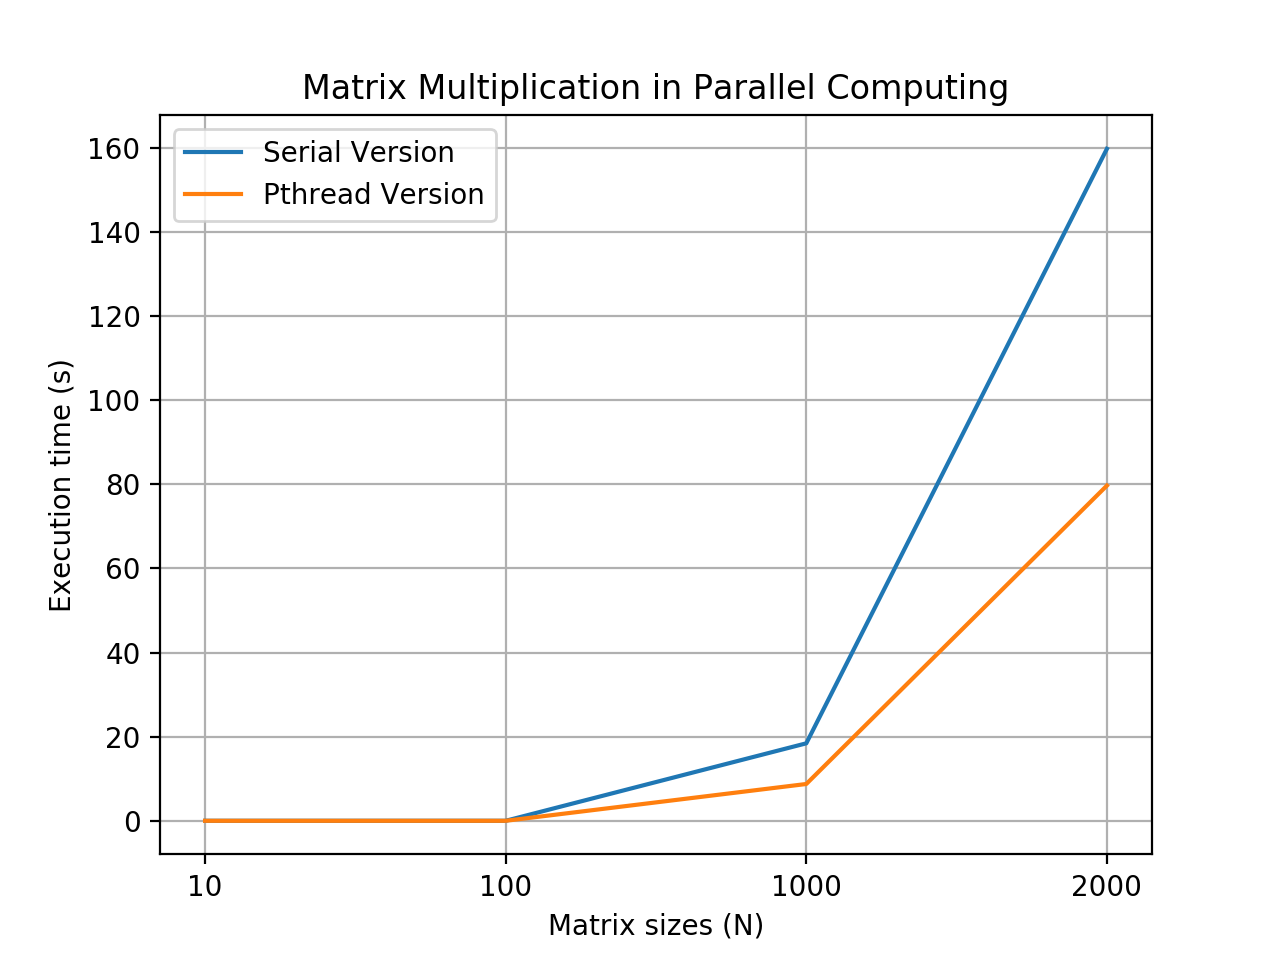 Matrix Multiplication in Parallel Computing
Serial Version
Pthread Version
160
140
120
100
80
60
40
20
0
Execution time (s)
10 100 1000 2000
Matrix sizes (N)